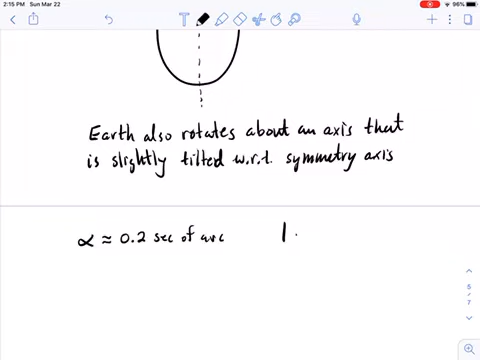 2:15 PM Sun Mar 22
96%
Earth also rotates about an axis that
is slightly tilted w.r.t. symmetry axis
α ≈ 0.2 sec of arc 1
5
/
7